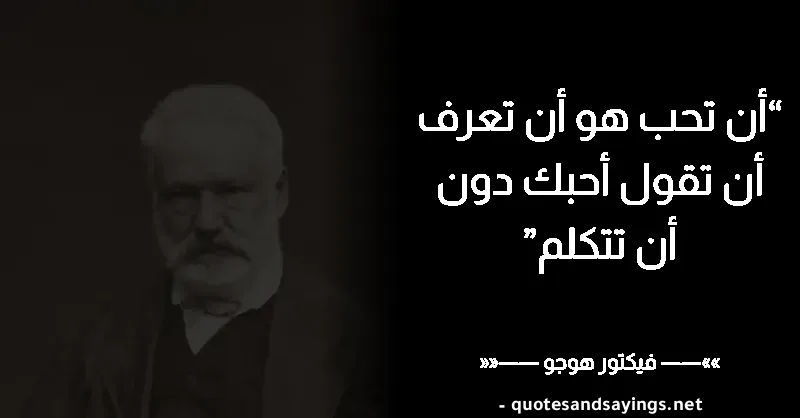 “أن تحب هو أن تعرف
أن تقول أحبك دون
أن تتكلم”
»»—— فيكتور هوجو ——««
- quotesandsayings.net